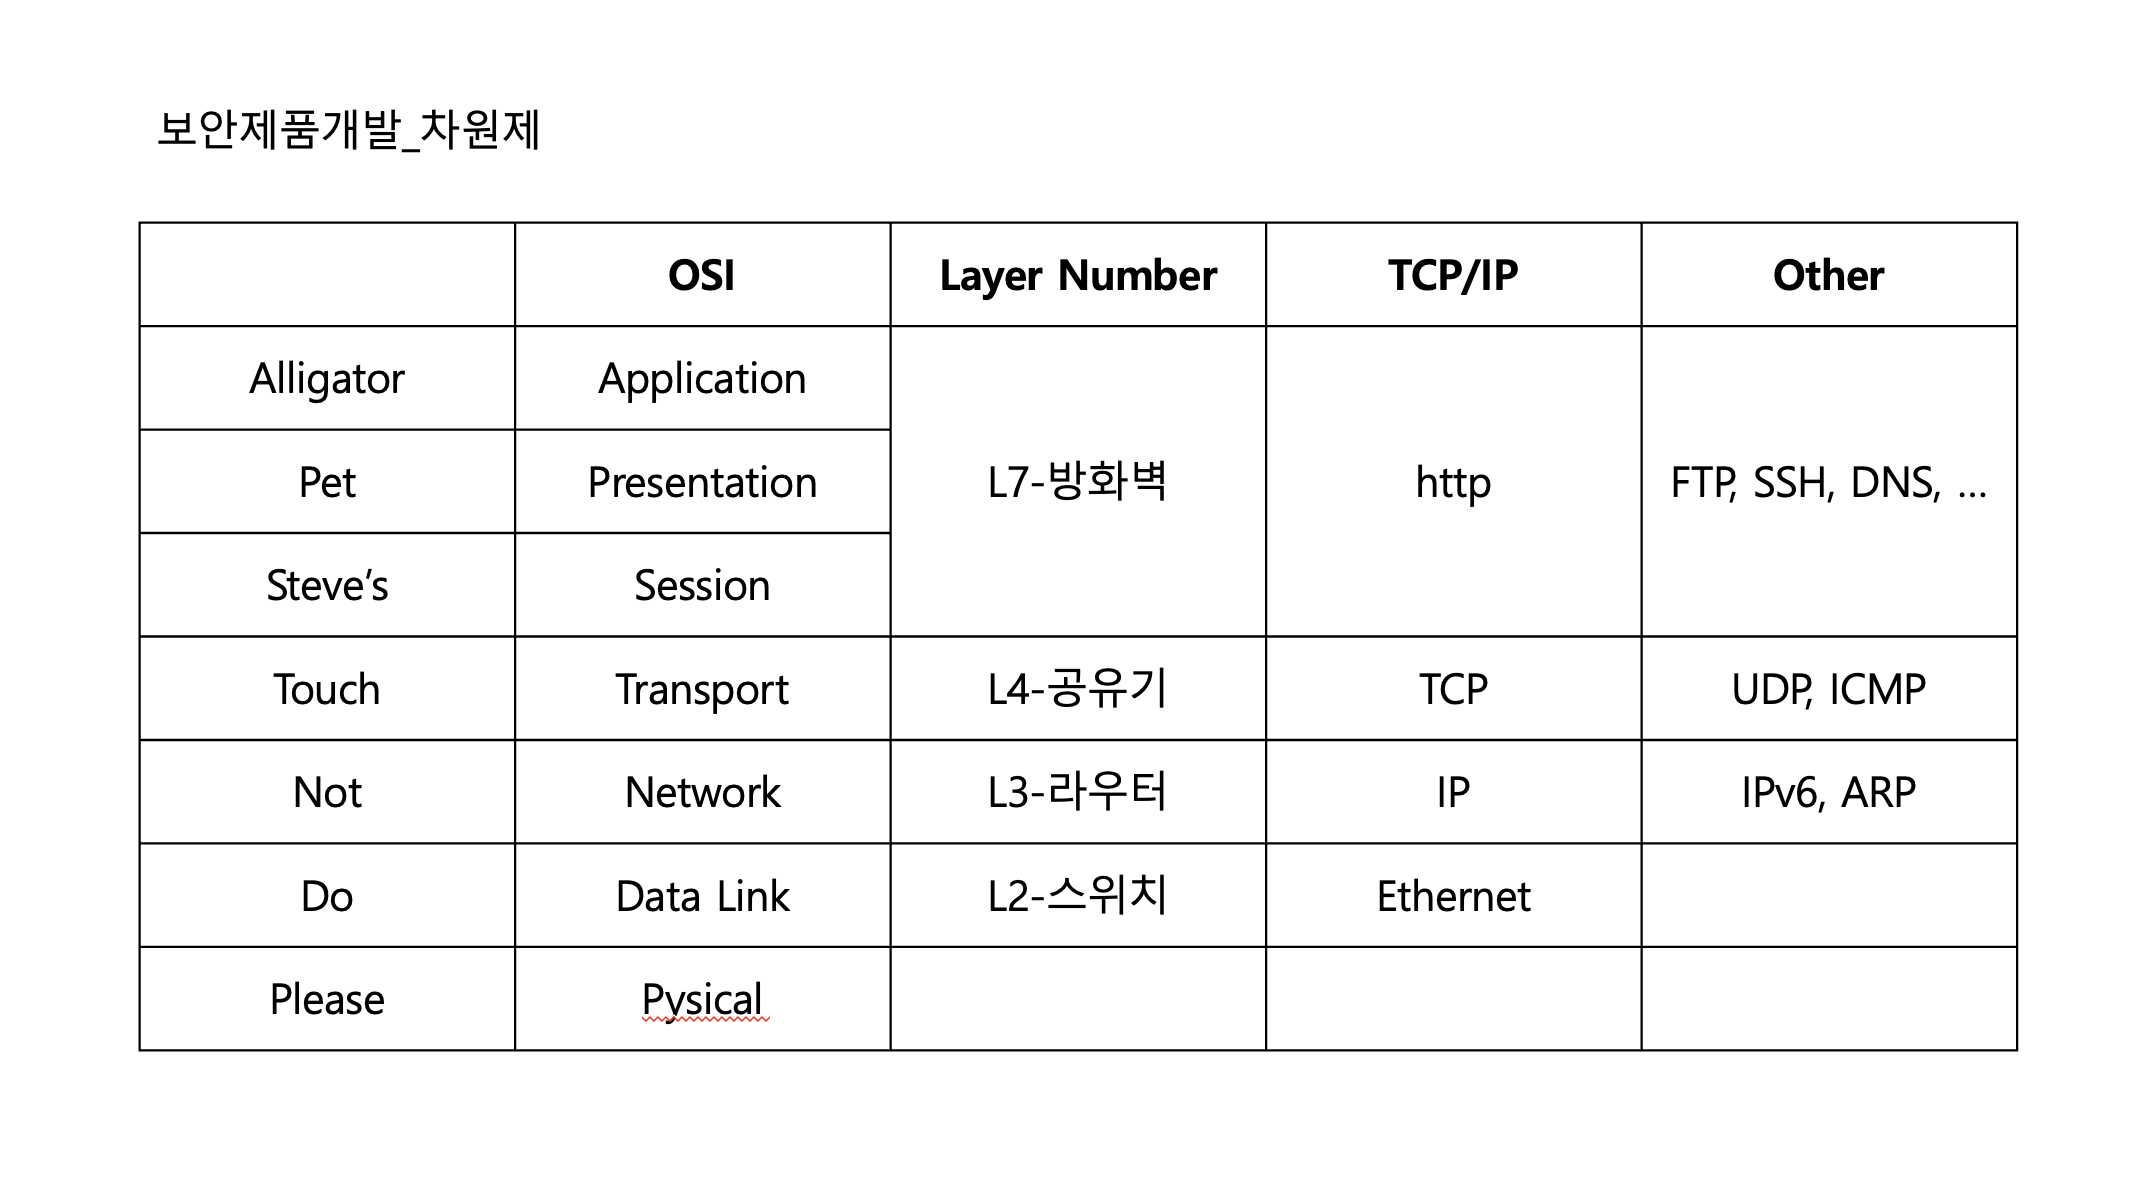 보안제품개발_차원제
OSI Layer Number TCP/IP Other
Alligator Application
Pet Presentation L7-방화벽 http FTP, SSH, DNS, ...
Steve’s Session
Touch Transport L4-공유기 TCP UDP, ICMP
Not Network L3-라우터 IP IPv6, ARP
Do Data Link L2-스위치 Ethernet
Please Pysical